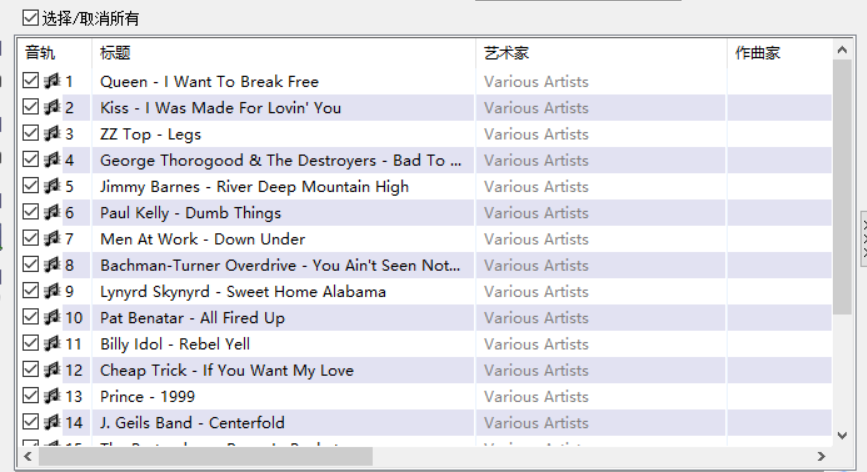 选择/取消所有
音轨 标题 艺术家 作曲家
1 Queen - I Want To Break Free Various Artists
2 Kiss - I Was Made For Lovin' You Various Artists
3 ZZ Top - Legs Various Artists
4 George Thorogood & The Destroyers - Bad To ... Various Artists
5 Jimmy Barnes - River Deep Mountain High Various Artists
6 Paul Kelly - Dumb Things Various Artists
7 Men At Work - Down Under Various Artists
8 Bachman-Turner Overdrive - You Ain't Seen Not... Various Artists
9 Lynyrd Skynyrd - Sweet Home Alabama Various Artists
10 Pat Benatar - All Fired Up Various Artists
11 Billy Idol - Rebel Yell Various Artists
12 Cheap Trick - If You Want My Love Various Artists
13 Prince - 1999 Various Artists
14 J. Geils Band - Centerfold Various Artists